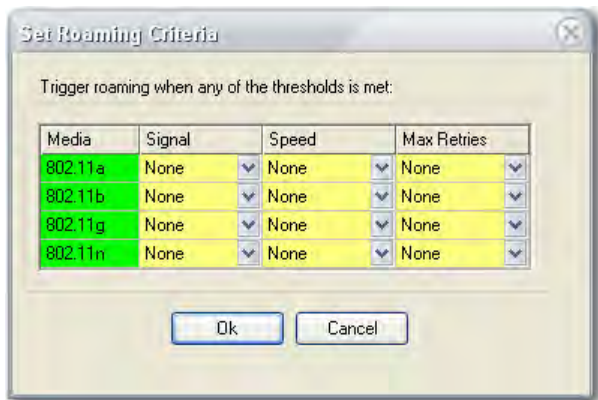 Set Roaming Criteria
Trigger roaming when any of the thresholds is met:
Media Signal Speed Max Retries
802.11a None None None
802.11b None None None
802.11g None None None
802.11n None None None
Ok Cancel